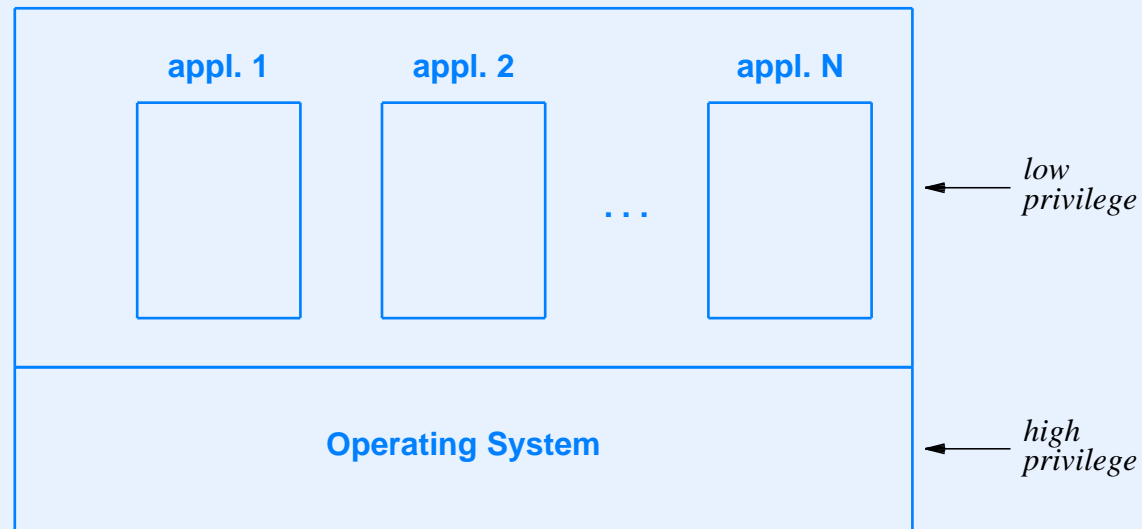 appl. 1 appl. 2 appl. N
. . .
low
privilege
Operating System
high
privilege